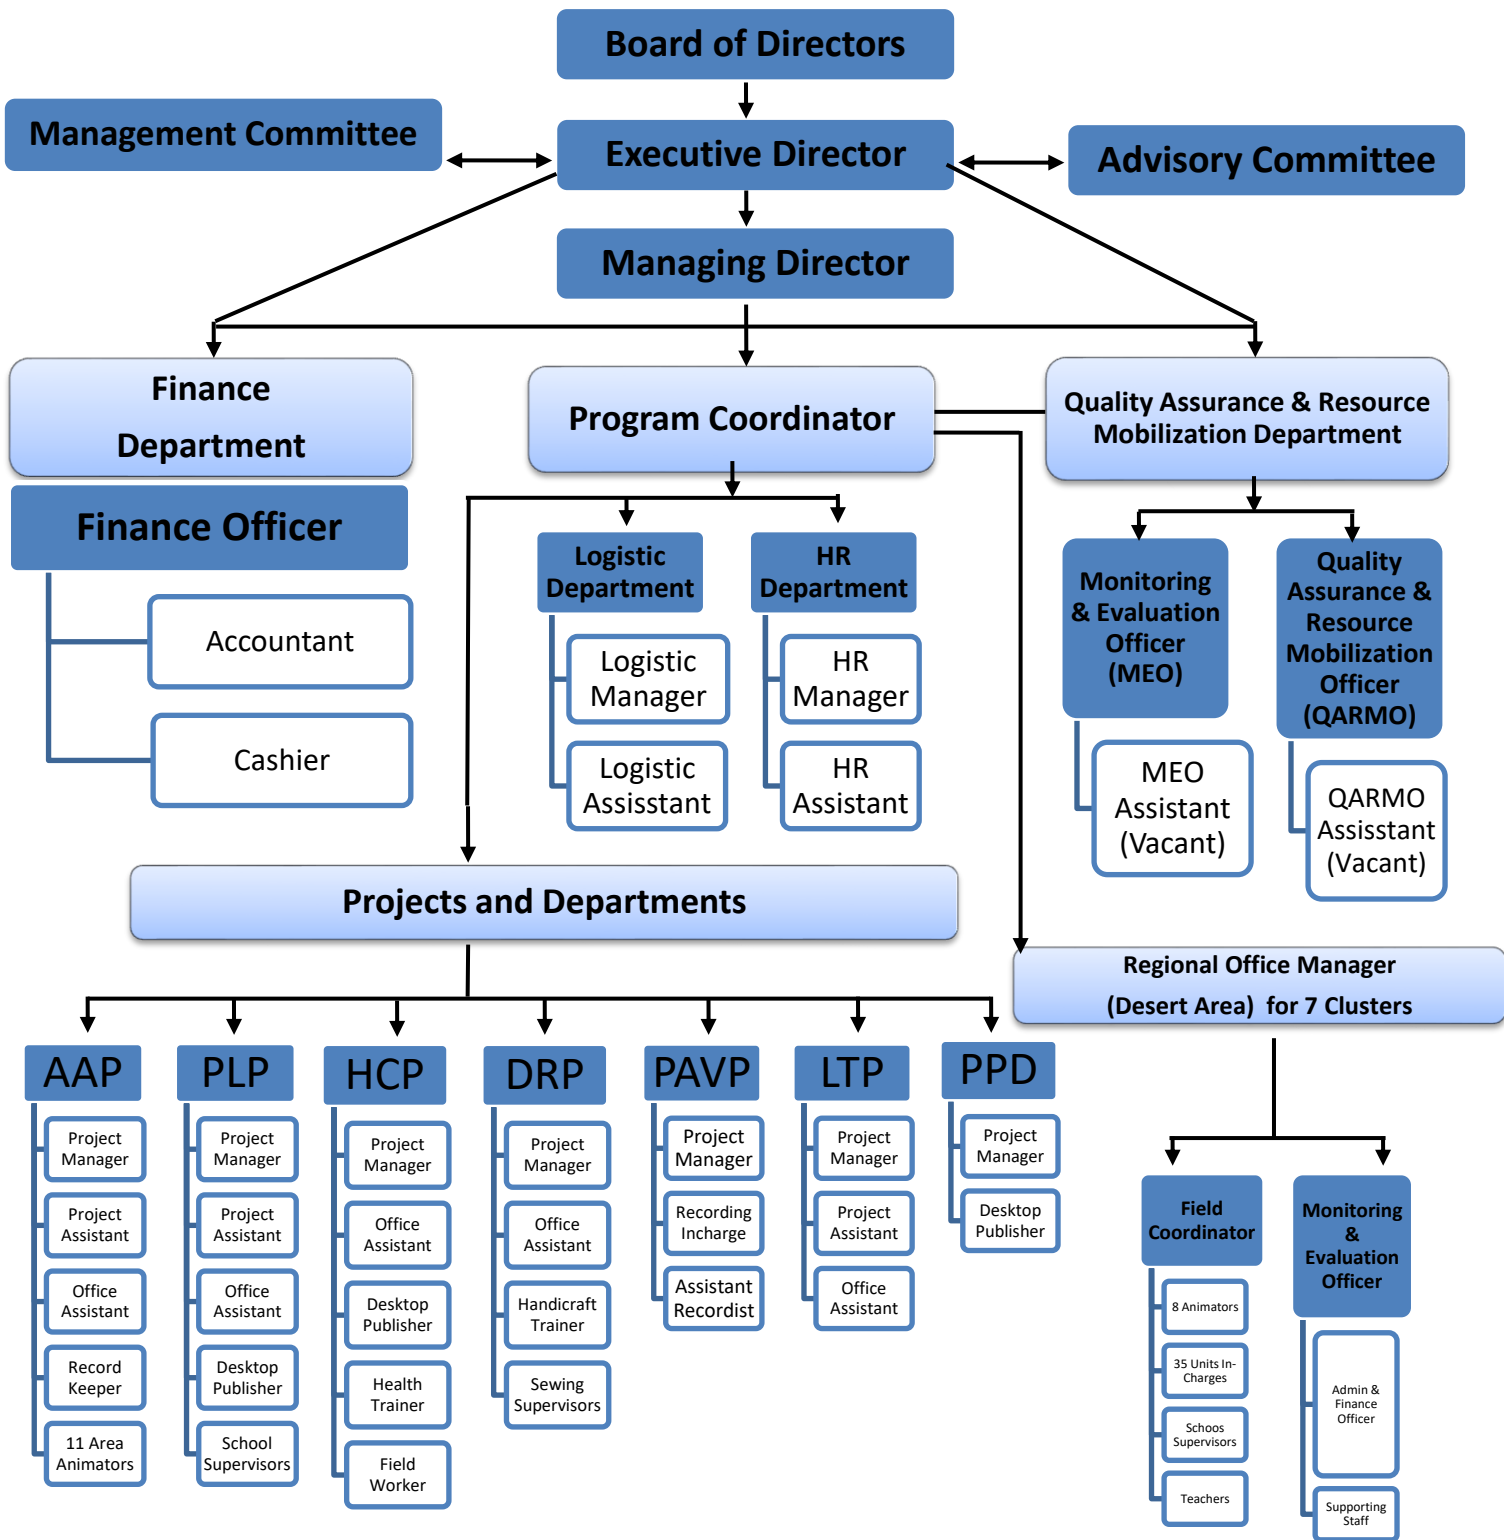 Board of Directors
Management Committee
Executive Director
Advisory Committee
Managing Director
Finance
Department
Program Coordinator
Quality Assurance & Resource
Mobilization Department
Finance Officer
Accountant
Cashier
Logistic
Department
Logistic
Manager
Logistic
Assisstant
HR
Department
HR
Manager
HR
Assistant
Monitoring
& Evaluation
Officer
(MEO)
MEO
Assistant
(Vacant)
Quality
Assurance &
Resource
Mobilization
Officer
(QARMO)
QARMO
Assisstant
(Vacant)
Projects and Departments
Regional Office Manager
(Desert Area) for 7 Clusters
AAP
Project
Manager
Project
Assistant
Office
Assistant
Record
Keeper
11 Area
Animators
PLP
Project
Manager
Project
Assistant
Office
Assistant
Desktop
Publisher
School
Supervisors
HCP
Project
Manager
Office
Assistant
Desktop
Publisher
Health
Trainer
Field
Worker
DRP
Project
Manager
Office
Assistant
Handicraft
Trainer
Sewing
Supervisors
PAVP
Project
Manager
Recording
Incharge
Assistant
Recordist
LTP
Project
Manager
Project
Assistant
Office
Assistant
PPD
Project
Manager
Desktop
Publisher
Field
Coordinator
8 Animators
35 Units In-
Charges
Schoos
Supervisors
Teachers
Monitoring
&
Evaluation
Officer
Admin &
Finance
Officer
Supporting
Staff